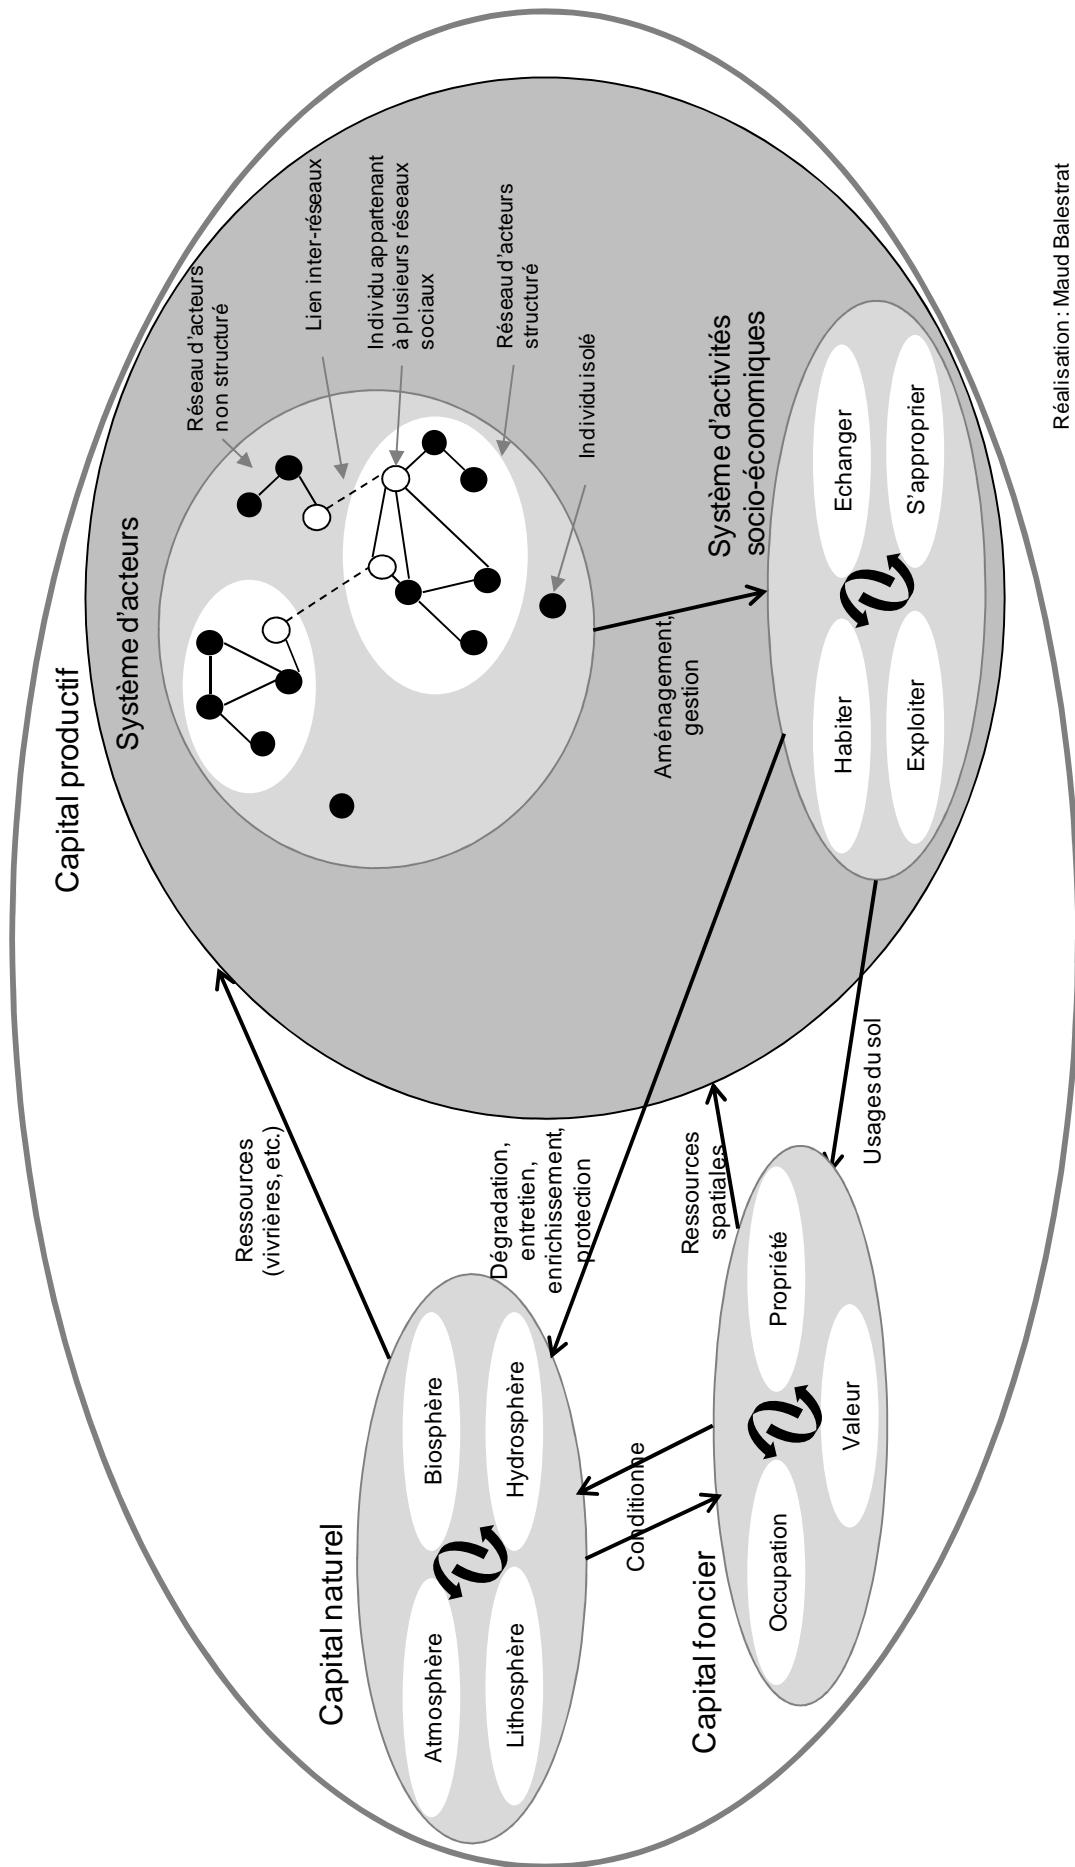 Capital productif
Système d’acteurs
Réseau d’acteurs
non structuré
Lien inter-réseaux
Individu appartenant
à plusieurs réseaux
sociaux
Réseau d’acteurs
structuré
Individu isolé
Ressources
(vivrières, etc.)
Capital naturel
Atmosphère
Biosphère
Lithosphère
Hydrosphère
Dégradation,
entretien,
enrichissement,
protection
Aménagement,
gestion
Système d’activités
socio-économiques
Habiter
Echanger
Exploiter
S’approprier
Conditionne
Ressources
spatiales
Capital foncier
Occupation
Propriété
Valeur
Usages du sol
Réalisation : Maud Balestrat